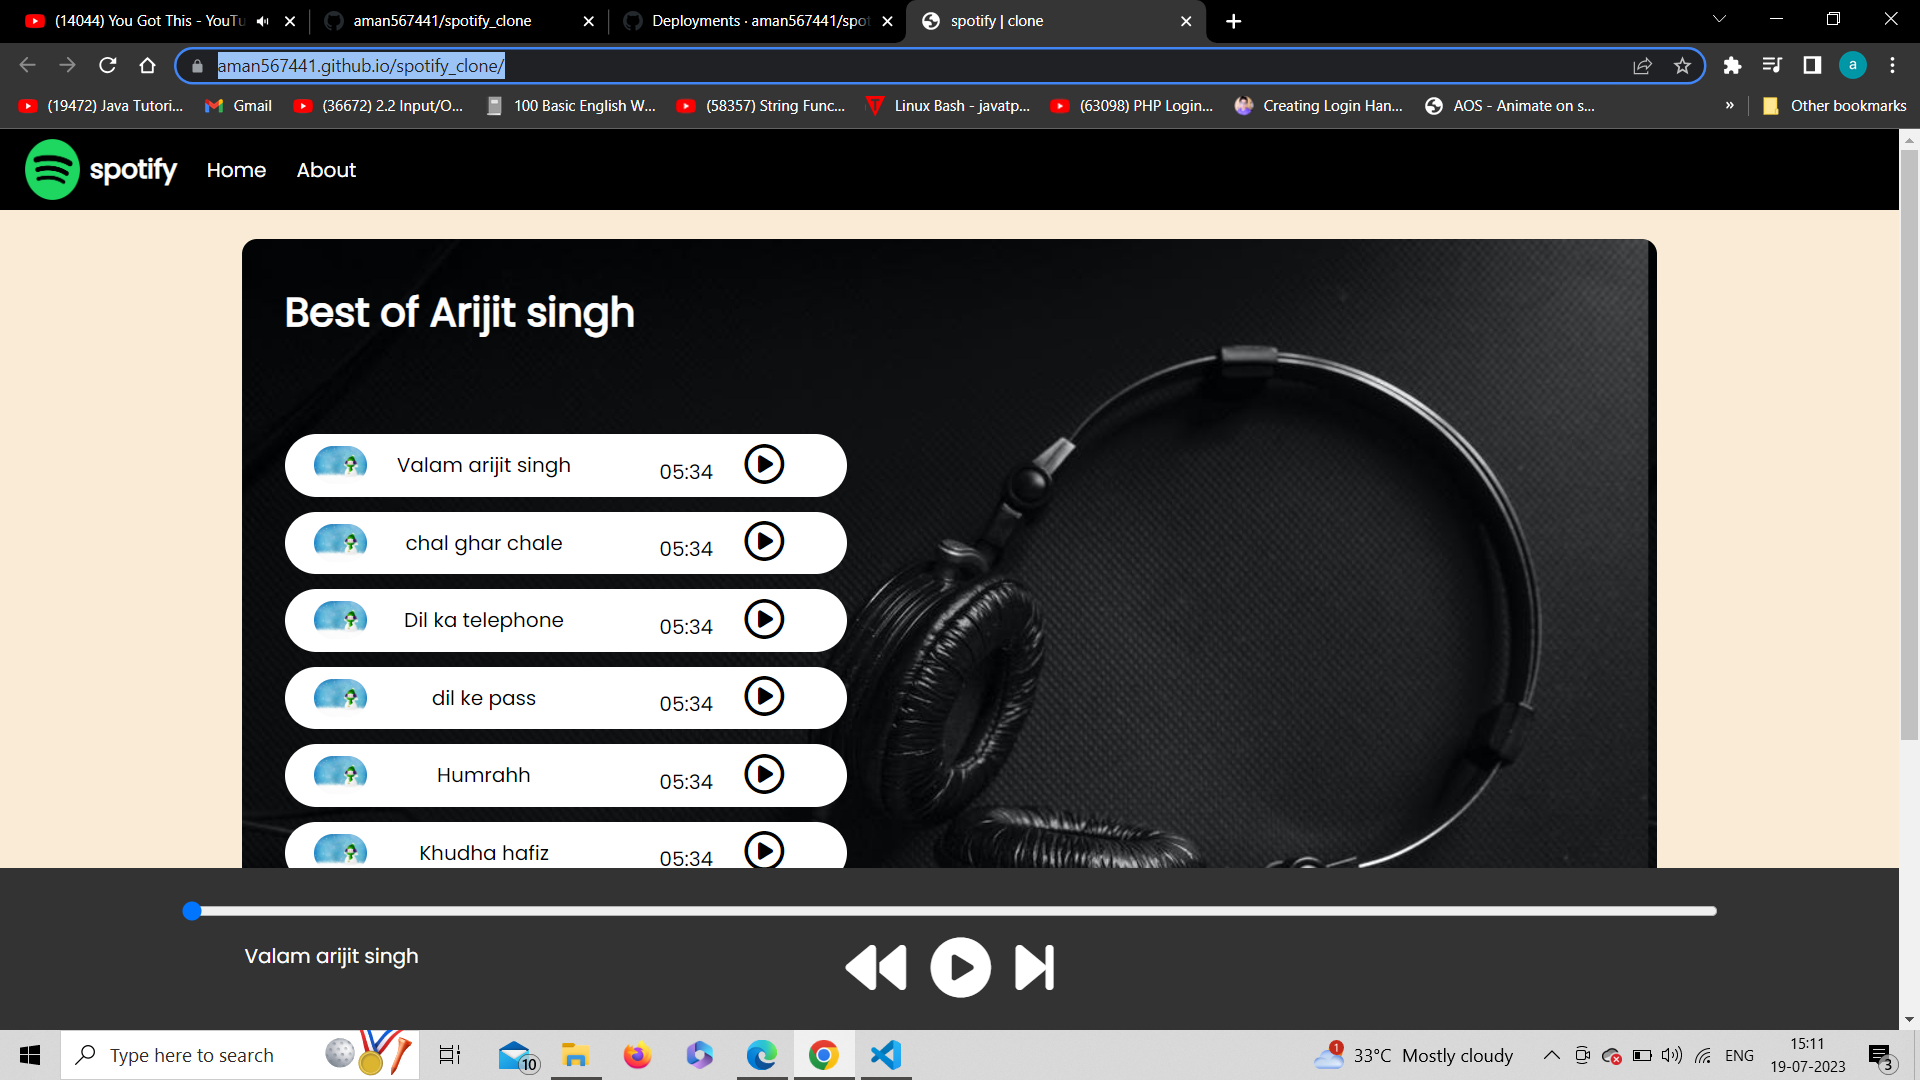 (14044) You Got This - YouTu
aman567441/spotify_clone
Deployments · aman567441/spot
spotify | clone
aman567441.github.io/spotify_clone/
a
(19472) Java Tutori...
Gmail
(36672) 2.2 Input/O...
100 Basic English W...
(58357) String Func...
Linux Bash - javatp...
(63098) PHP Login...
Creating Login Han...
AOS - Animate on s...
»
Other bookmarks
spotify
Home
About
Best of Arijit singh
Valam arijit singh
05:34
chal ghar chale
05:34
Dil ka telephone
05:34
dil ke pass
05:34
Humrahh
05:34
Khudha hafiz
05:34
Valam arijit singh
Type here to search
10
1
33°C Mostly cloudy
ENG
15:11
19-07-2023
3